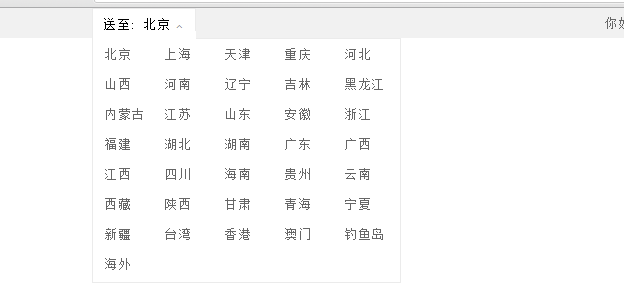 送至: 北京 你好
北京 上海 天津 重庆 河北
山西 河南 辽宁 吉林 黑龙江
内蒙古 江苏 山东 安徽 浙江
福建 湖北 湖南 广东 广西
江西 四川 海南 贵州 云南
西藏 陕西 甘肃 青海 宁夏
新疆 台湾 香港 澳门 钓鱼岛
海外